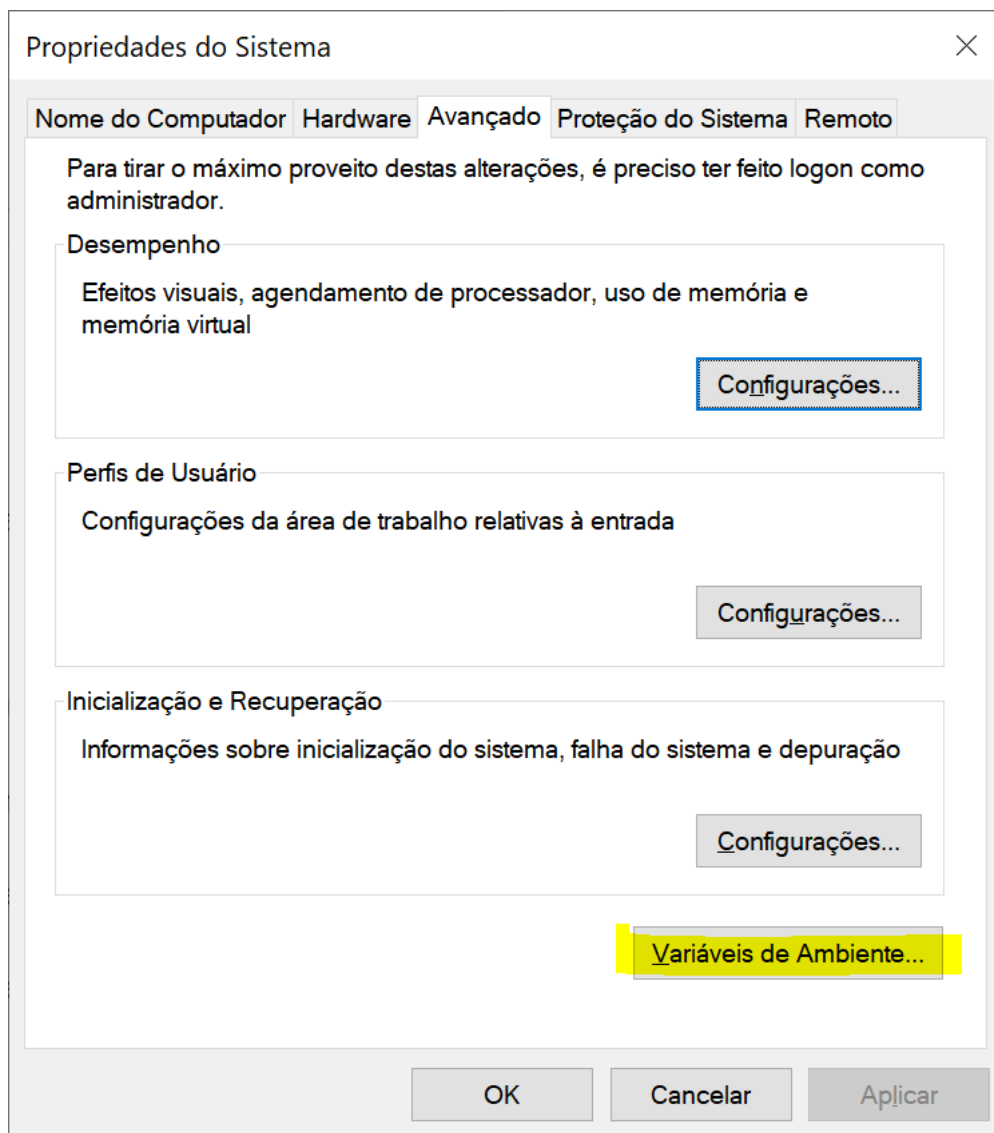 Propriedades do Sistema
Nome do Computador Hardware Avançado Proteção do Sistema Remoto
Para tirar o máximo proveito destas alterações, é preciso ter feito logon como
administrador.
Desempenho
Efeitos visuais, agendamento de processador, uso de memória e
memória virtual
Configurações...
Perfis de Usuário
Configurações da área de trabalho relativas à entrada
Configurações...
Inicialização e Recuperação
Informações sobre inicialização do sistema, falha do sistema e depuração
Configurações...
Variáveis de Ambiente...
OK Cancelar Aplicar